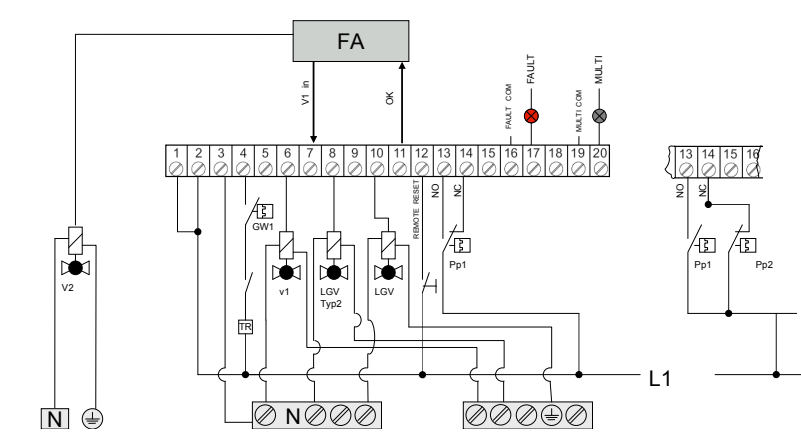 FA
V1 in
OK
FAULT COM
FAULT
MULTI COM
MULTI
1 2 3 4 5 6 7 8 9 10 11 12 13 14 15 16 17 18 19 20
13 14 15 16
REMOTE RESET
NO
NC
NO
NC
GW1
Pp1
Pp1
Pp2
V2
v1
LGV
Typ2
LGV
TR
L1
N
N